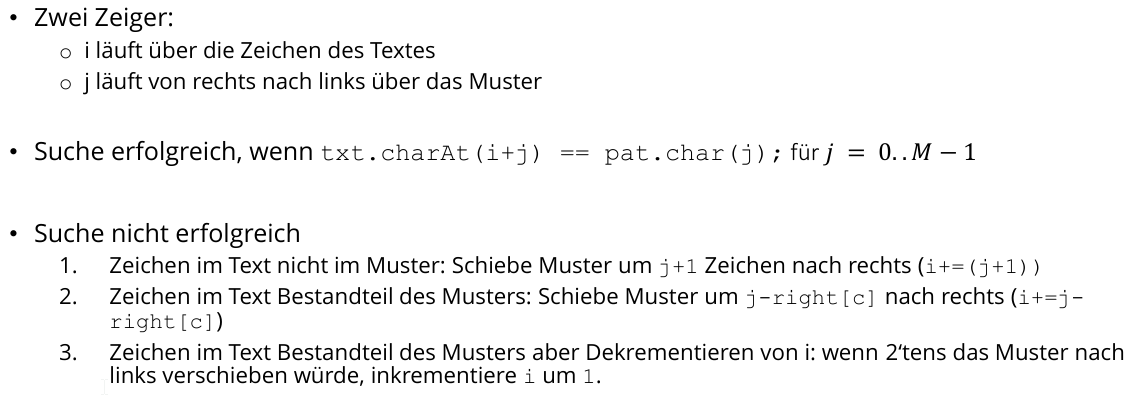 • Zwei Zeiger:
o i läuft über die Zeichen des Textes
o j läuft von rechts nach links über das Muster
• Suche erfolgreich, wenn txt.charAt(i+j) == pat.char(j); für j = 0..M − 1
• Suche nicht erfolgreich
1. Zeichen im Text nicht im Muster: Schiebe Muster um j+1 Zeichen nach rechts (i+=(j+1))
2. Zeichen im Text Bestandteil des Musters: Schiebe Muster um j-right[c] nach rechts (i+=j-
right[c])
3. Zeichen im Text Bestandteil des Musters aber Dekrementieren von i: wenn 2‘tens das Muster nach
links verschieben würde, inkrementiere i um 1.